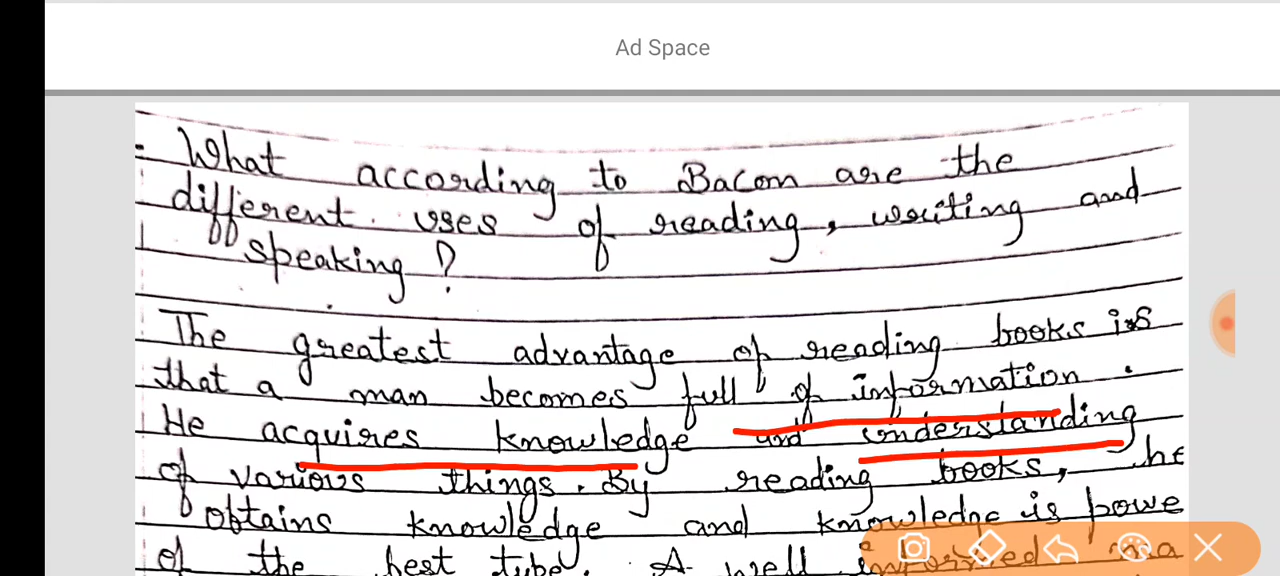 Ad Space
What according to Bacon are the
different uses of reading, writing and
speaking ?
The greatest advantage of reading books is
that a man becomes full of information.
He acquires knowledge and understanding
of various things. By reading books, he
obtains knowledge and knowledge is powe
of the best type. A well informed ma